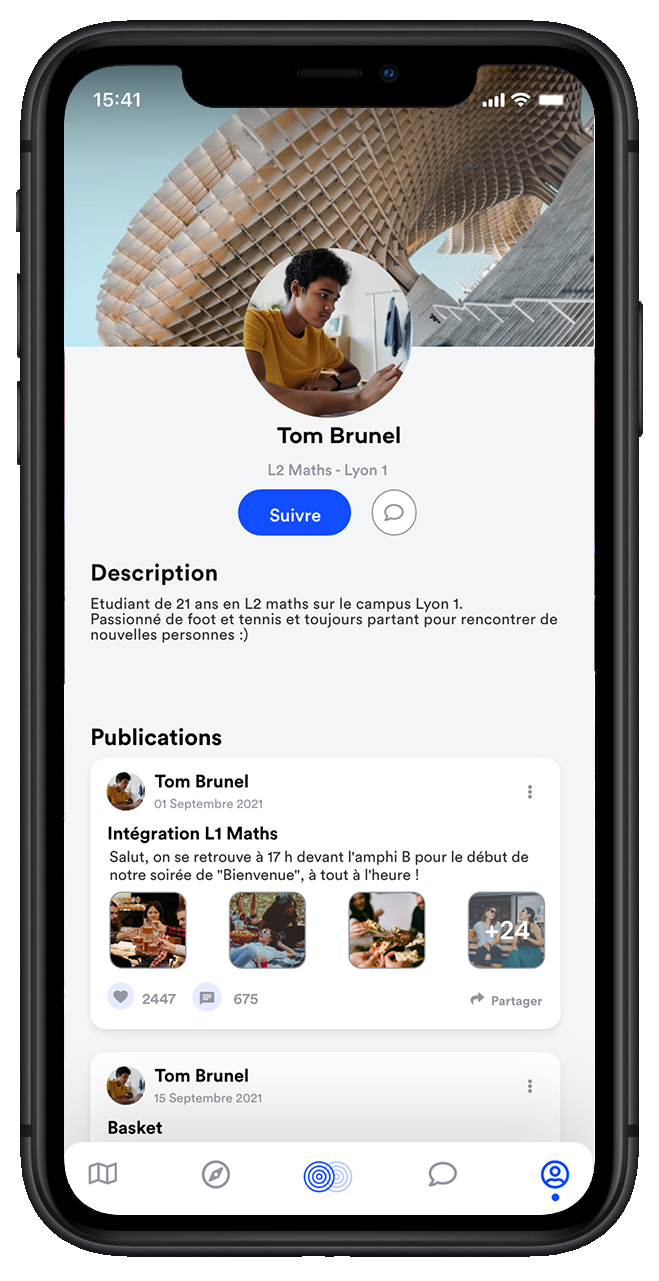 15:41
Tom Brunel
L2 Maths - Lyon 1
Suivre
Description
Etudiant de 21 ans en L2 maths sur le campus Lyon 1.
Passionné de foot et tennis et toujours partant pour rencontrer de
nouvelles personnes :)
Publications
Tom Brunel
01 Septembre 2021
Intégration L1 Maths
Salut, on se retrouve à 17 h devant l'amphi B pour le début de
notre soirée de "Bienvenue", à tout à l'heure !
+24
2447 675 Partager
Tom Brunel
15 Septembre 2021
Basket